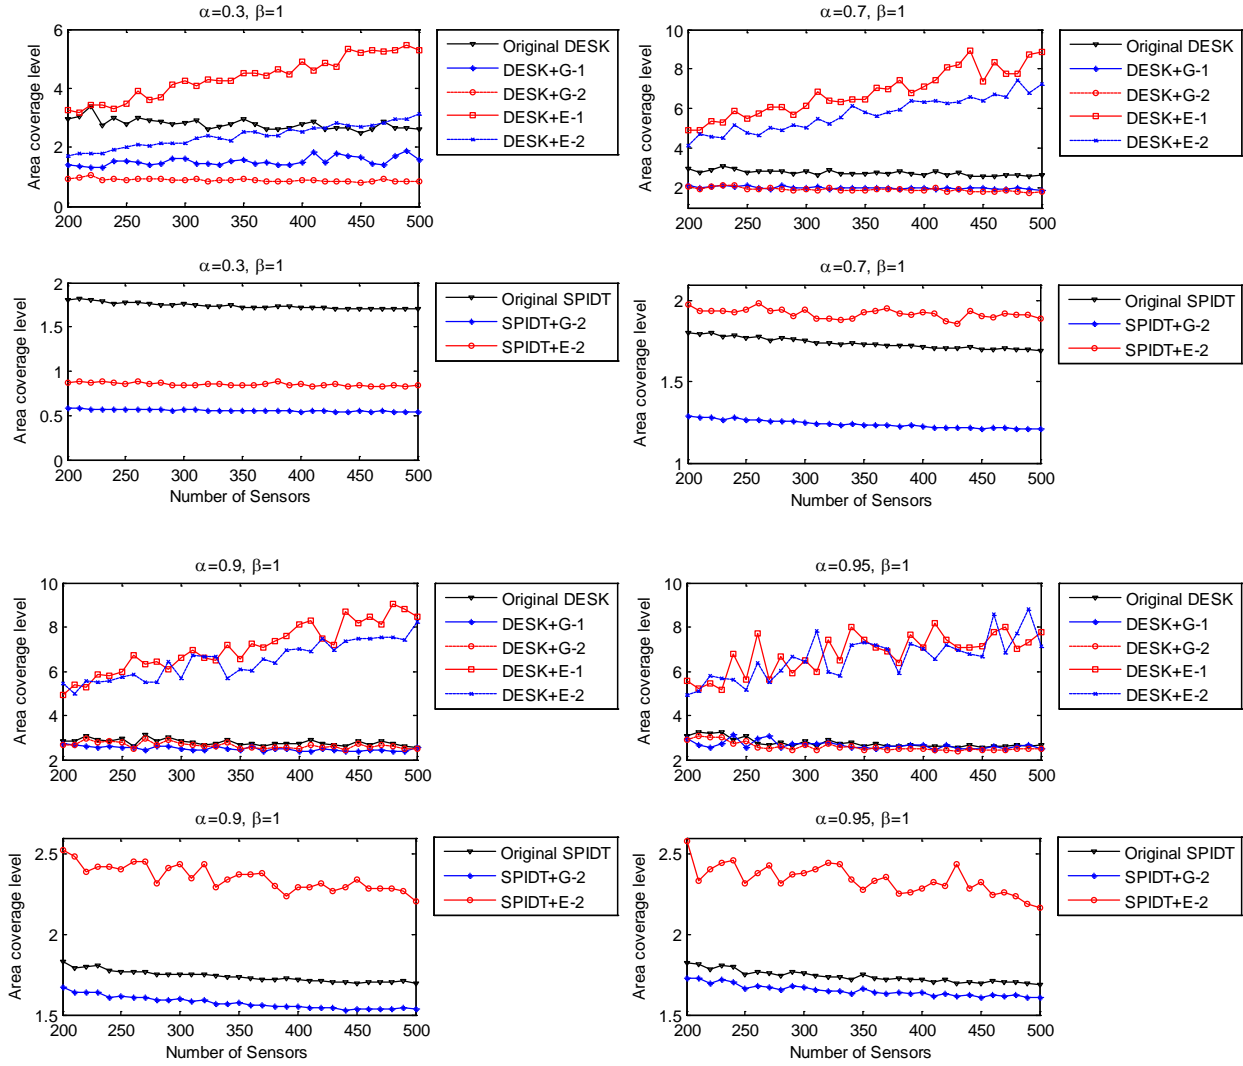 α=0.3, β=1
Area coverage level
6
4
2
0
200 250 300 350 400 450 500
Original DESK
DESK+G-1
DESK+G-2
DESK+E-1
DESK+E-2
α=0.7, β=1
Area coverage level
10
8
6
4
2
200 250 300 350 400 450 500
Original DESK
DESK+G-1
DESK+G-2
DESK+E-1
DESK+E-2
α=0.3, β=1
Area coverage level
2
1.5
1
0.5
0
200 250 300 350 400 450 500
Number of Sensors
Original SPIDT
SPIDT+G-2
SPIDT+E-2
α=0.7, β=1
Area coverage level
2
1.5
1
200 250 300 350 400 450 500
Number of Sensors
Original SPIDT
SPIDT+G-2
SPIDT+E-2
α=0.9, β=1
Area coverage level
10
8
6
4
2
200 250 300 350 400 450 500
Original DESK
DESK+G-1
DESK+G-2
DESK+E-1
DESK+E-2
α=0.95, β=1
Area coverage level
10
8
6
4
2
200 250 300 350 400 450 500
Original DESK
DESK+G-1
DESK+G-2
DESK+E-1
DESK+E-2
α=0.9, β=1
Area coverage level
2.5
2
1.5
200 250 300 350 400 450 500
Number of Sensors
Original SPIDT
SPIDT+G-2
SPIDT+E-2
α=0.95, β=1
Area coverage level
2.5
2
1.5
200 250 300 350 400 450 500
Number of Sensors
Original SPIDT
SPIDT+G-2
SPIDT+E-2